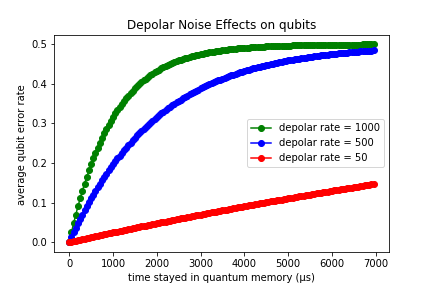 Depolar Noise Effects on qubits
average qubit error rate
0.5
0.4
0.3
0.2
0.1
0.0
depolar rate = 1000
depolar rate = 500
depolar rate = 50
0 1000 2000 3000 4000 5000 6000 7000
time stayed in quantum memory (μs)